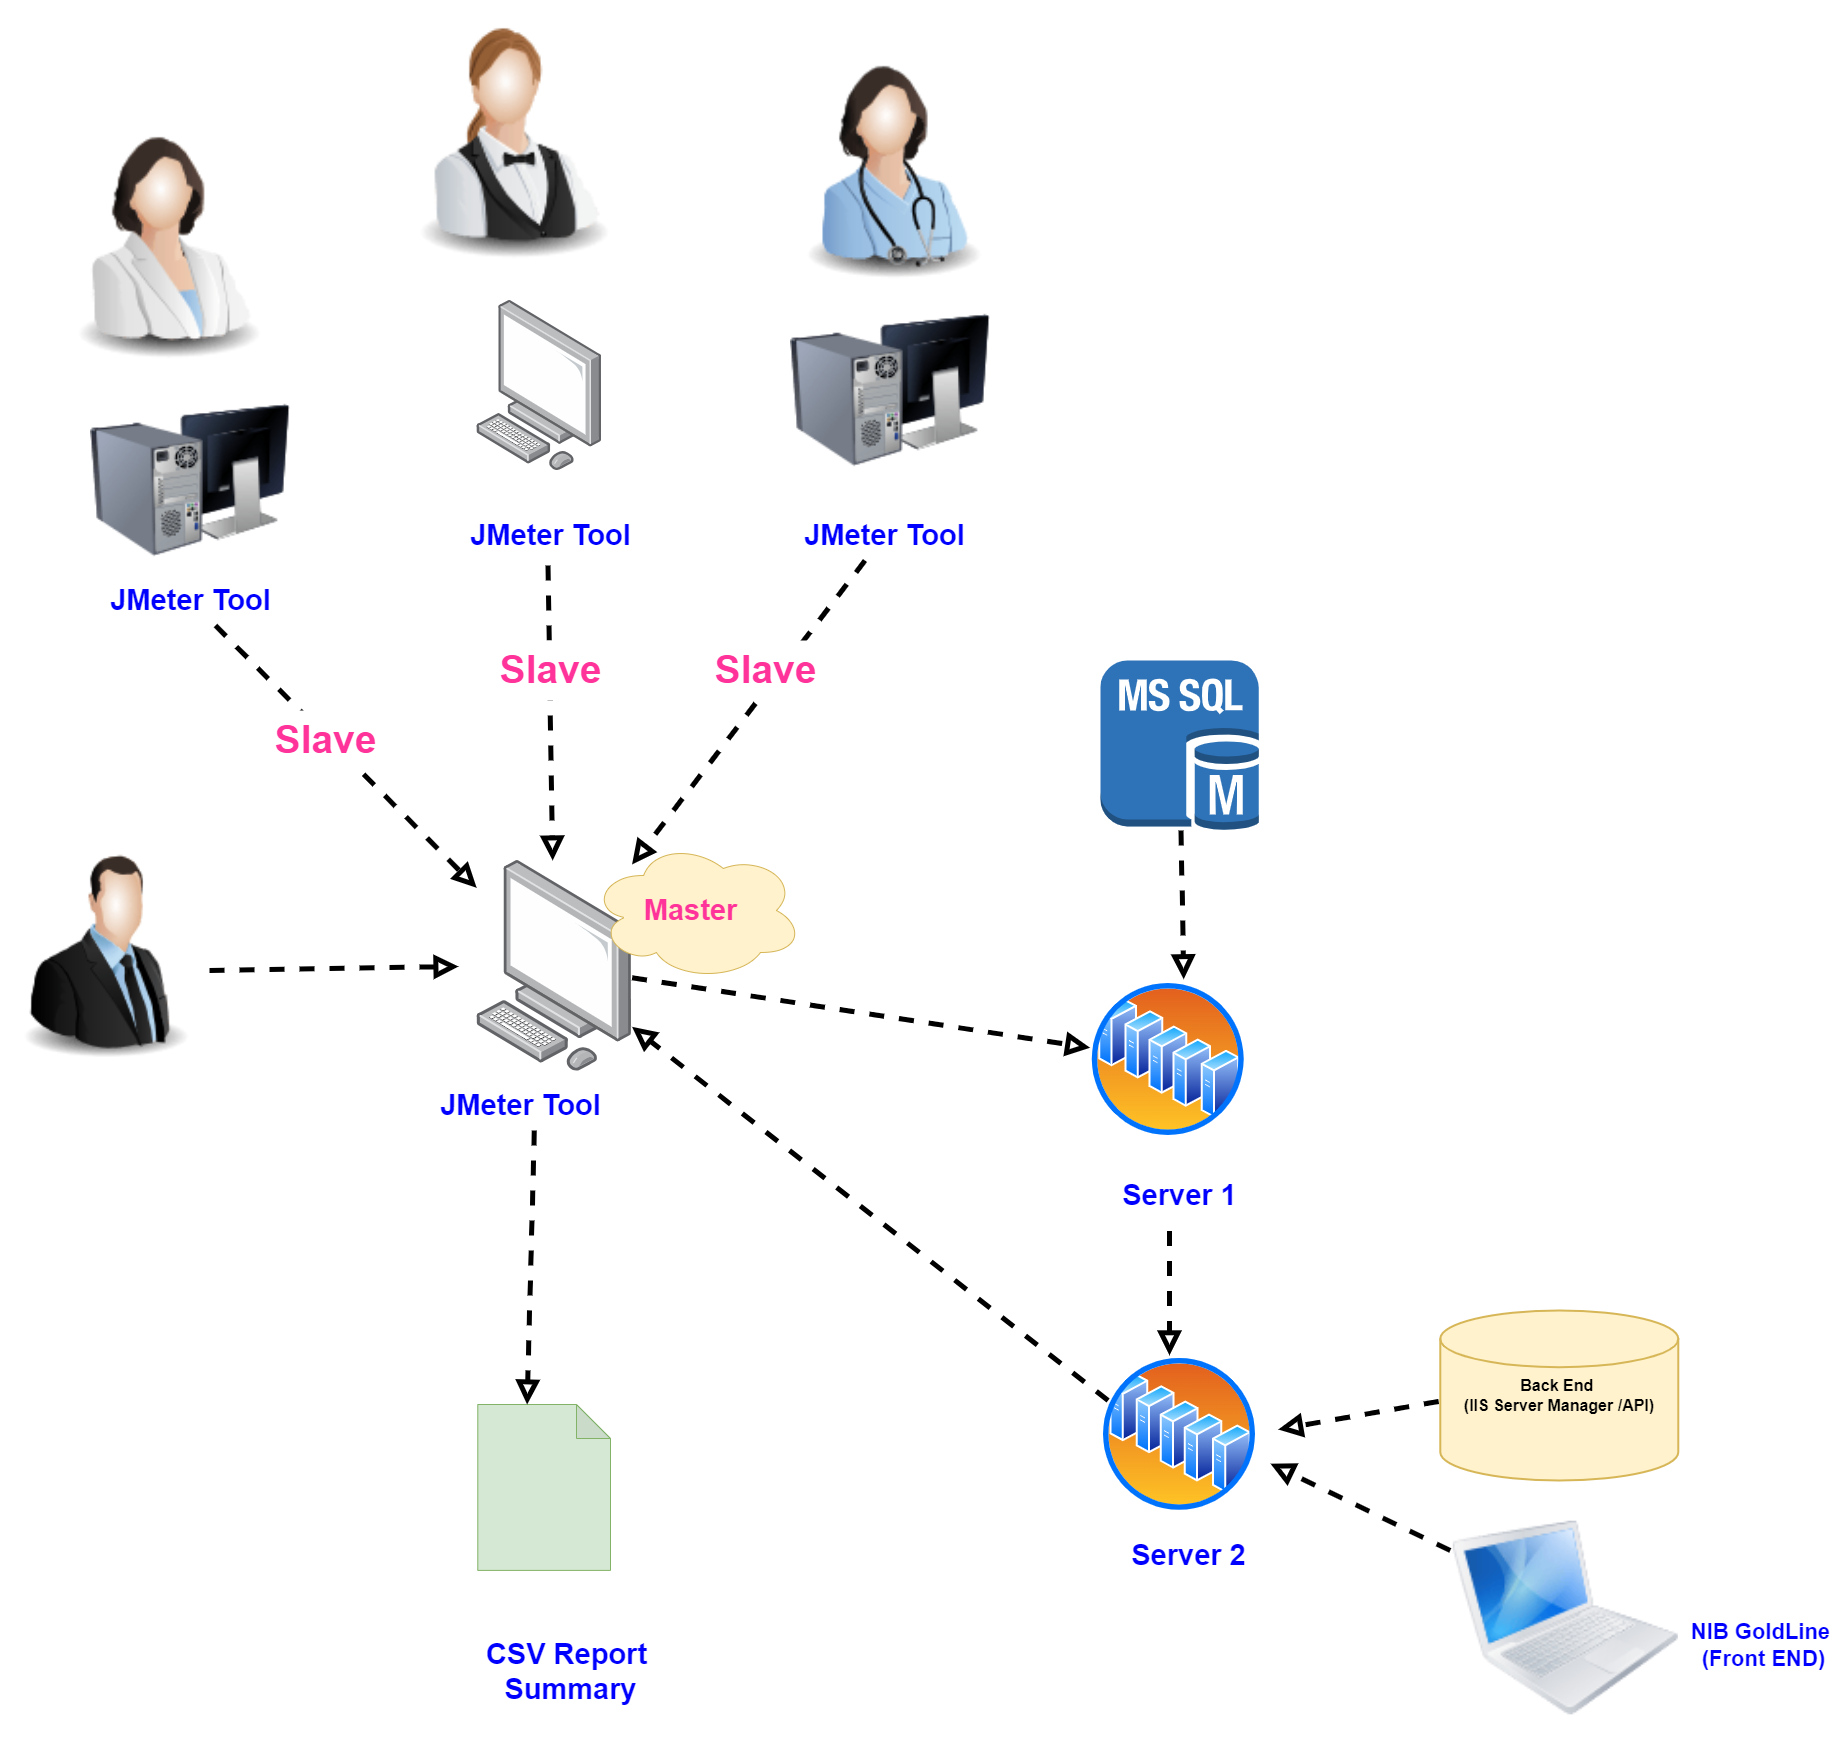 JMeter Tool
JMeter Tool
JMeter Tool
Slave
Slave
Slave
MS SQL
M
Master
JMeter Tool
Server 1
Back End
(IIS Server Manager /API)
Server 2
NIB GoldLine
(Front END)
CSV Report
Summary